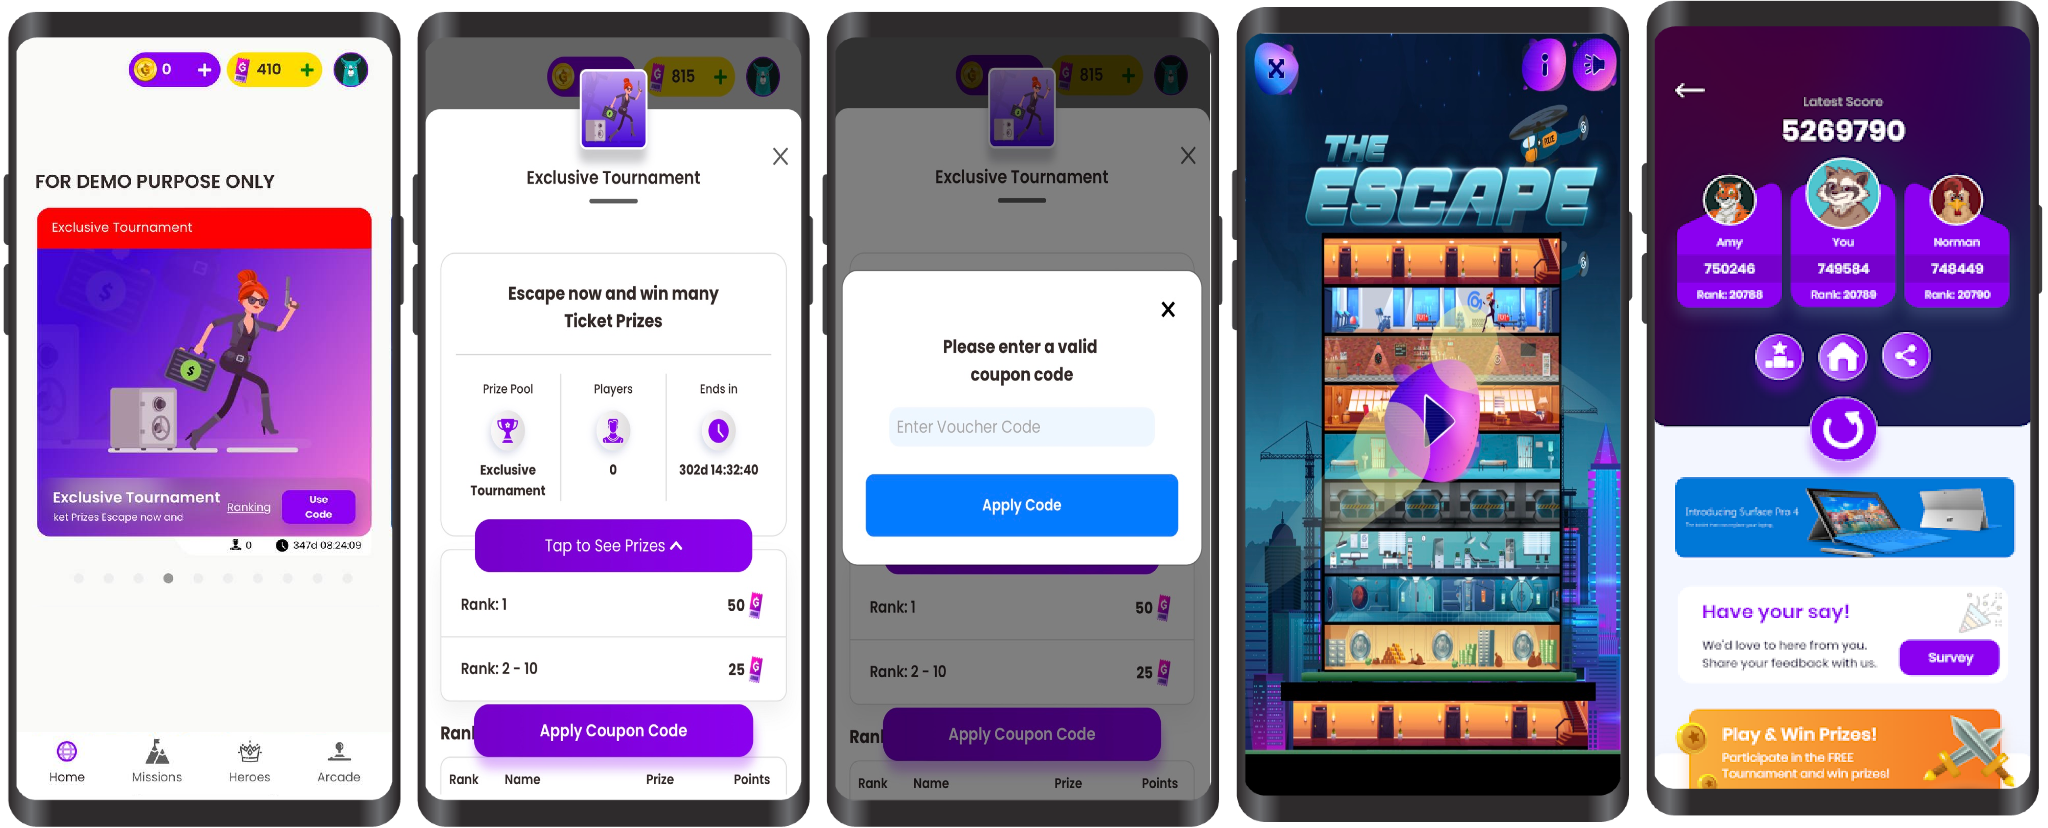 0
410
FOR DEMO PURPOSE ONLY
Exclusive Tournament
Exclusive Tournament
ket Prizes Escape now and
Ranking
Use
Code
0
347d 08:24:09
Home
Missions
Heroes
Arcade
815
Exclusive Tournament
Escape now and win many
Ticket Prizes
Prize Pool
Players
Ends in
Exclusive
Tournament
0
302d 14:32:40
Tap to See Prizes
Rank: 1
50
Rank: 2 - 10
25
Apply Coupon Code
Rank
Name
Prize
Points
815
Exclusive Tournament
Please enter a valid
coupon code
Enter Voucher Code
Apply Code
Rank: 1
50
Rank: 2 - 10
25
Apply Coupon Code
Rank
Name
Prize
Points
THE
ESCAPE
Latest Score
5269790
Amy
750246
Rank: 20788
You
749584
Rank: 20789
Norman
748449
Rank: 20790
Introducing Surface Pro 4
Have your say!
We'd love to here from you.
Share your feedback with us.
Survey
Play & Win Prizes!
Participate in the FREE
Tournament and win prizes!